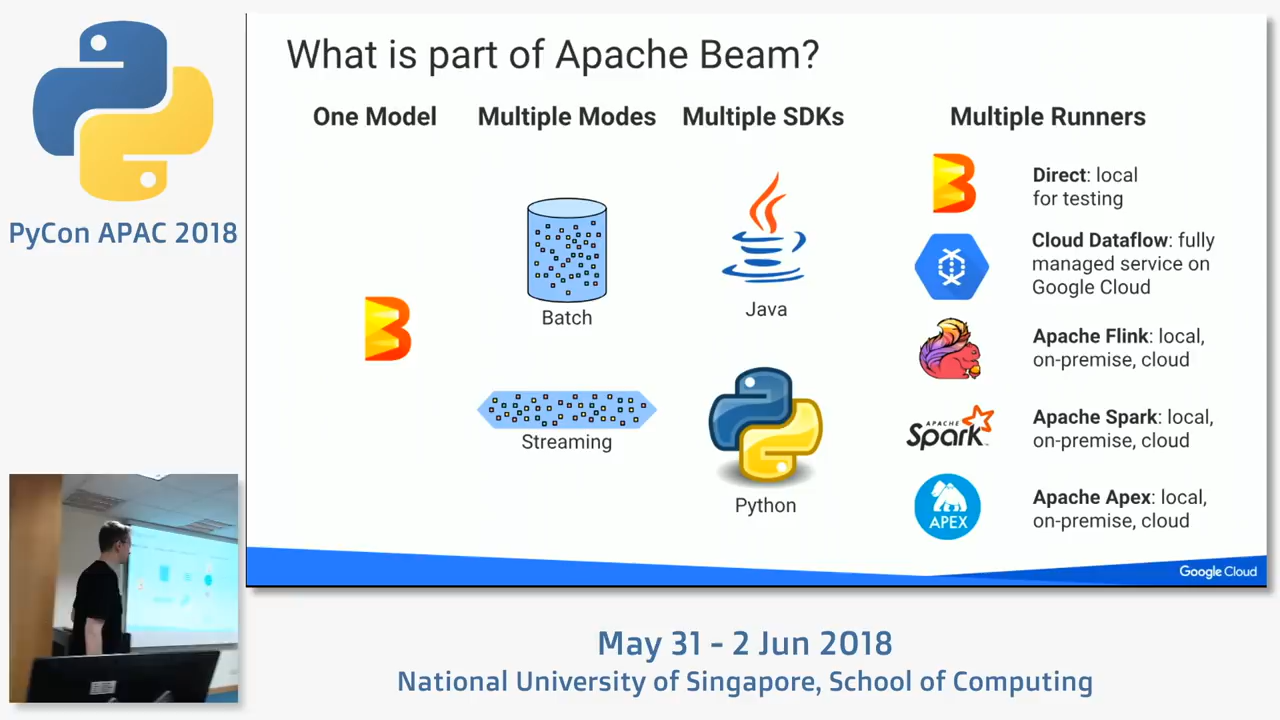 PyCon APAC 2018
What is part of Apache Beam?
One Model
Multiple Modes
Batch
Streaming
Multiple SDKs
Java
Python
Multiple Runners
Direct: local
for testing
Cloud Dataflow: fully
managed service on
Google Cloud
Apache Flink: local,
on-premise, cloud
APACHE
Spark
Apache Spark: local,
on-premise, cloud
APEX
Apache Apex: local,
on-premise, cloud
Google Cloud
May 31 - 2 Jun 2018
National University of Singapore, School of Computing